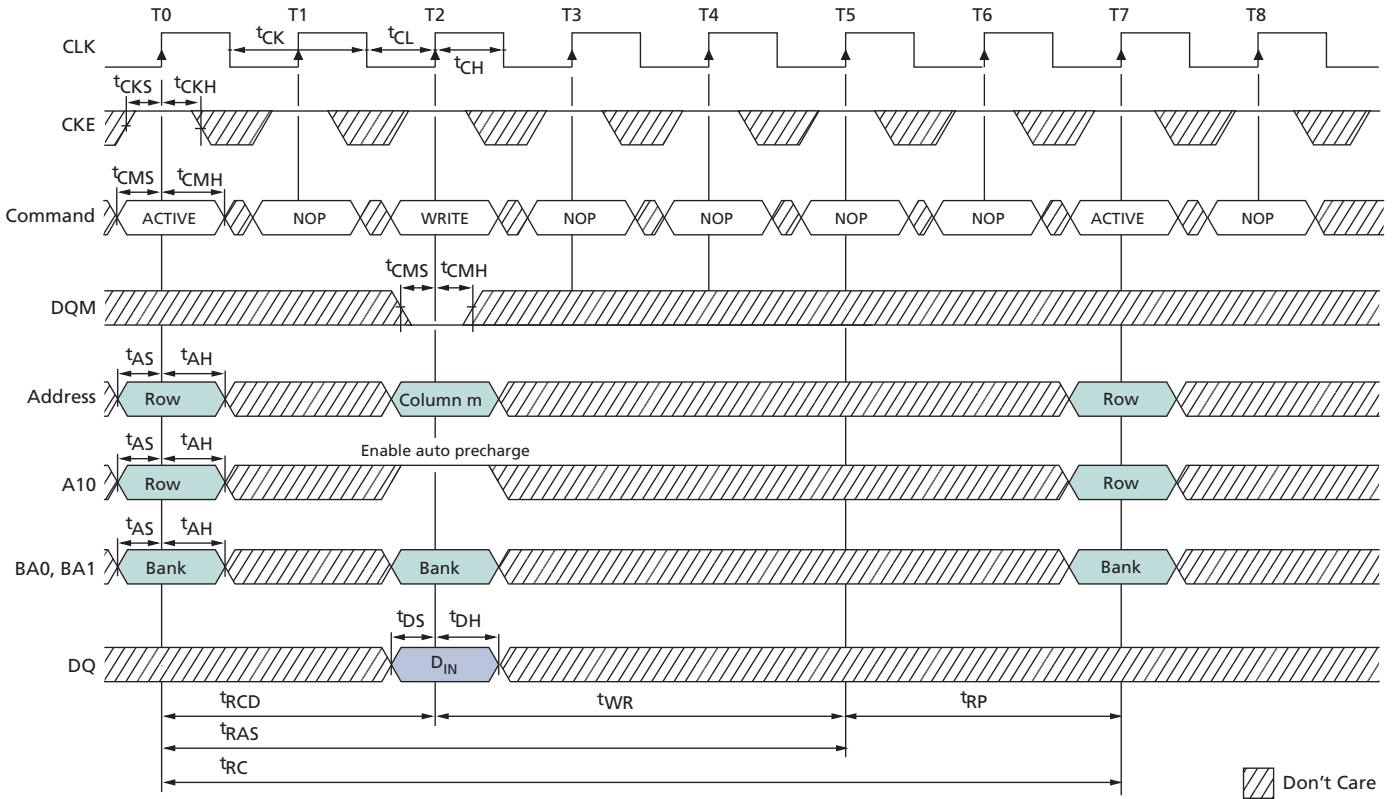 T0 T1 T2 T3 T4 T5 T6 T7 T8
CLK
tCK tCL
tCH
tCKS tCKH
CKE
tCMS tCMH
Command ACTIVE NOP WRITE NOP NOP NOP NOP ACTIVE NOP
tCMS tCMH
DQM
tAS tAH
Address Row Column m Row
tAS tAH Enable auto precharge
A10 Row Row
tAS tAH
BA0, BA1 Bank Bank Bank
tDS tDH
DQ DIN
tRCD tWR tRP
tRAS
tRC
Don't Care